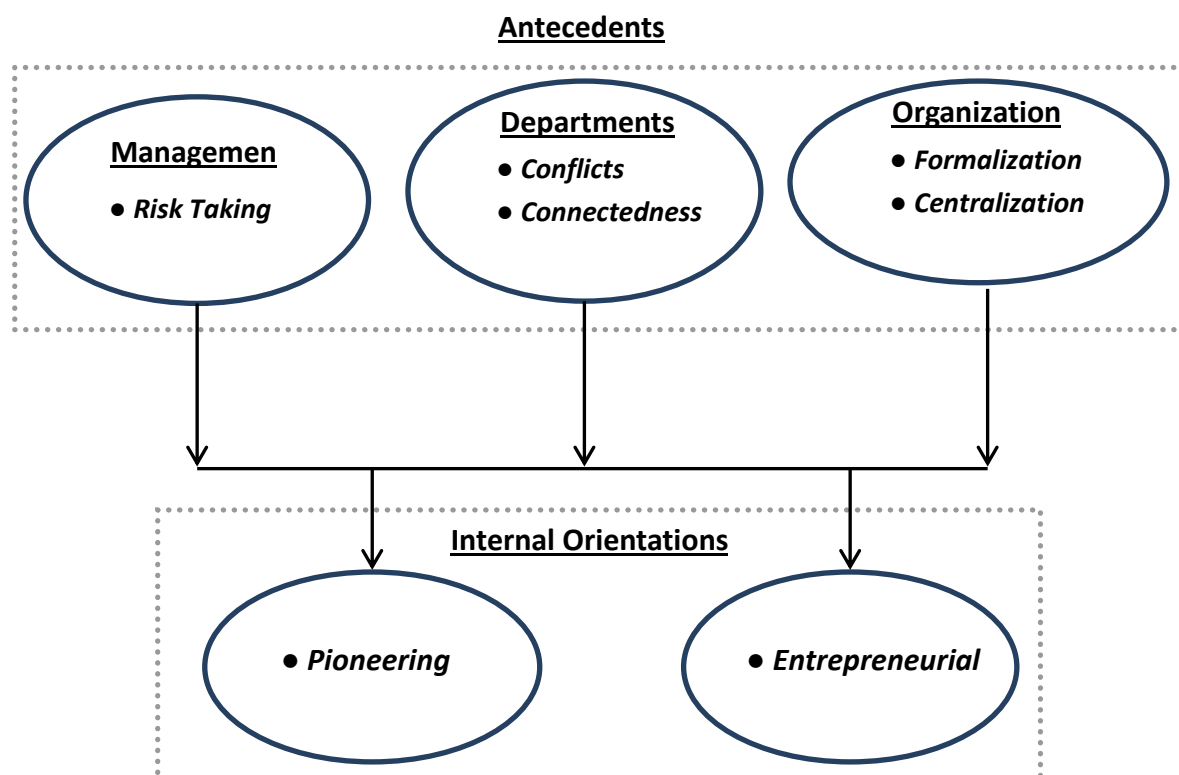 Antecedents
Managemen
● Risk Taking
Departments
● Conflicts
● Connectedness
Organization
● Formalization
● Centralization
Internal Orientations
● Pioneering
● Entrepreneurial